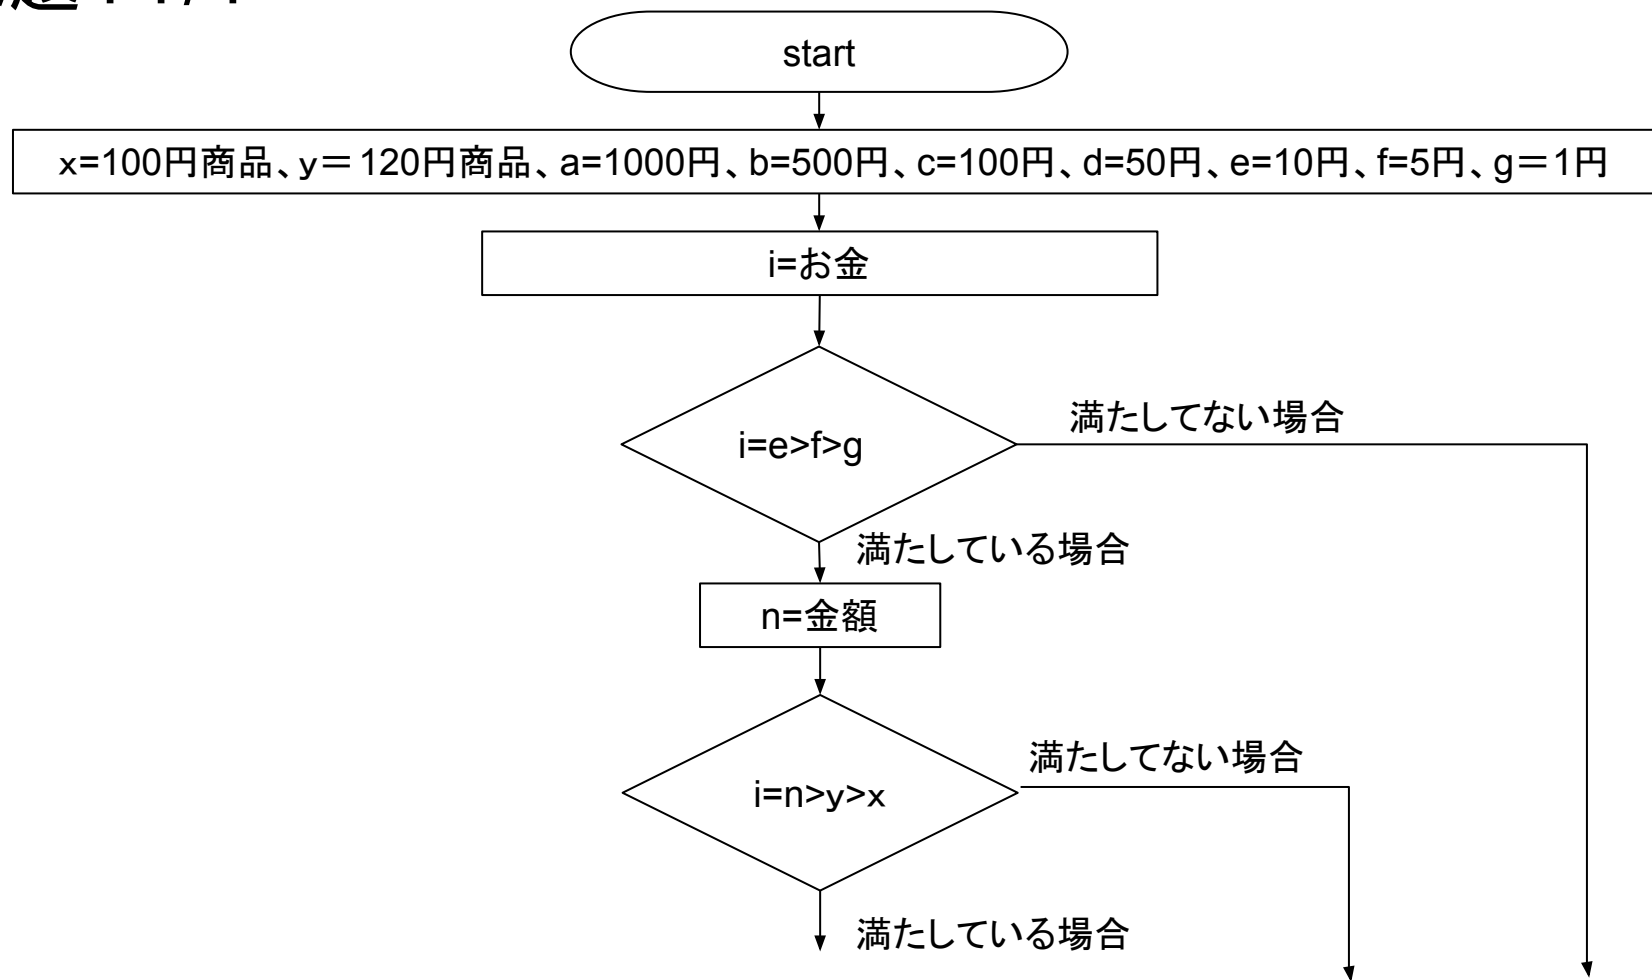 start
x=100円商品、y＝120円商品、a=1000円、b=500円、c=100円、d=50円、e=10円、f=5円、g＝1円
i=お金
満たしてない場合
i=e>f>g
満たしている場合
n=金額
満たしてない場合
i=n>y>x
満たしている場合